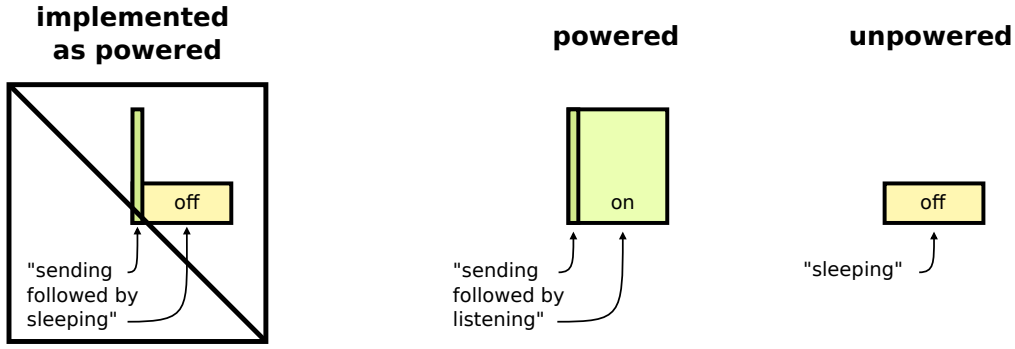 implemented
as powered
off
"sending
followed by
sleeping"
powered
on
"sending
followed by
listening"
unpowered
off
"sleeping"